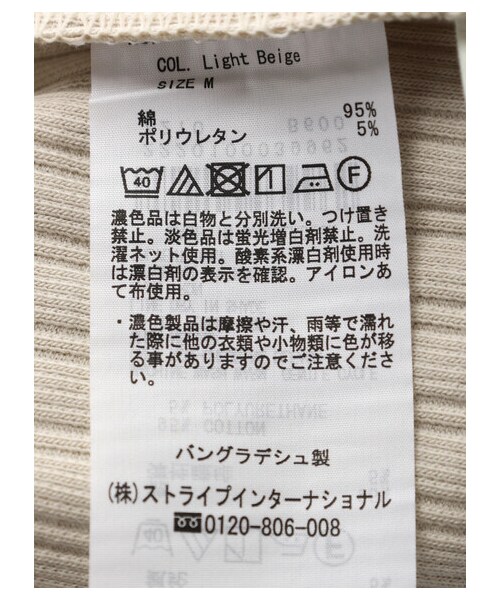 COL. Light Beige
SIZE M
綿 95%
ポリウレタン 5%
40 F
濃色品は白物と分別洗い。つけ置き
禁止。淡色品は蛍光増白剤禁止。洗
濯ネット使用。酸素系漂白剤使用時
は漂白剤の表示を確認。アイロンあ
て布使用。
・濃色製品は摩擦や汗、雨等で濡れ
た際に他の衣類や小物類に色が移
る事がありますのでご注意くださ
い。
バングラデシュ製
(株)ストライプインターナショナル
0120-806-008